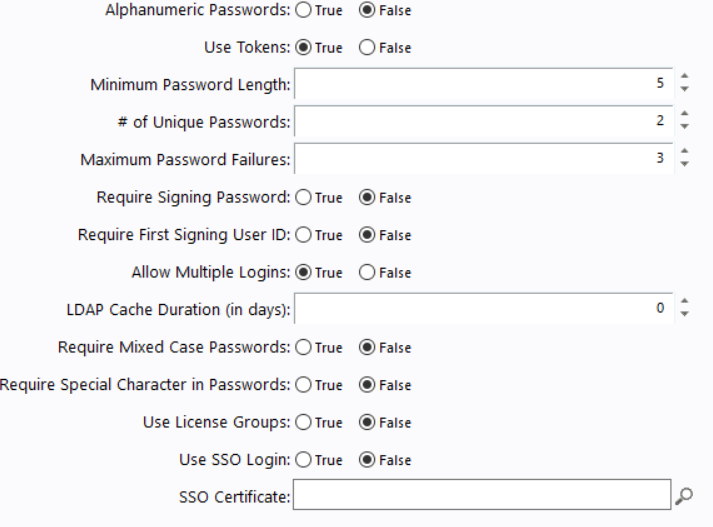 Alphanumeric Passwords: True False
Use Tokens: True False
Minimum Password Length: 5
# of Unique Passwords: 2
Maximum Password Failures: 3
Require Signing Password: True False
Require First Signing User ID: True False
Allow Multiple Logins: True False
LDAP Cache Duration (in days): 0
Require Mixed Case Passwords: True False
Require Special Character in Passwords: True False
Use License Groups: True False
Use SSO Login: True False
SSO Certificate: